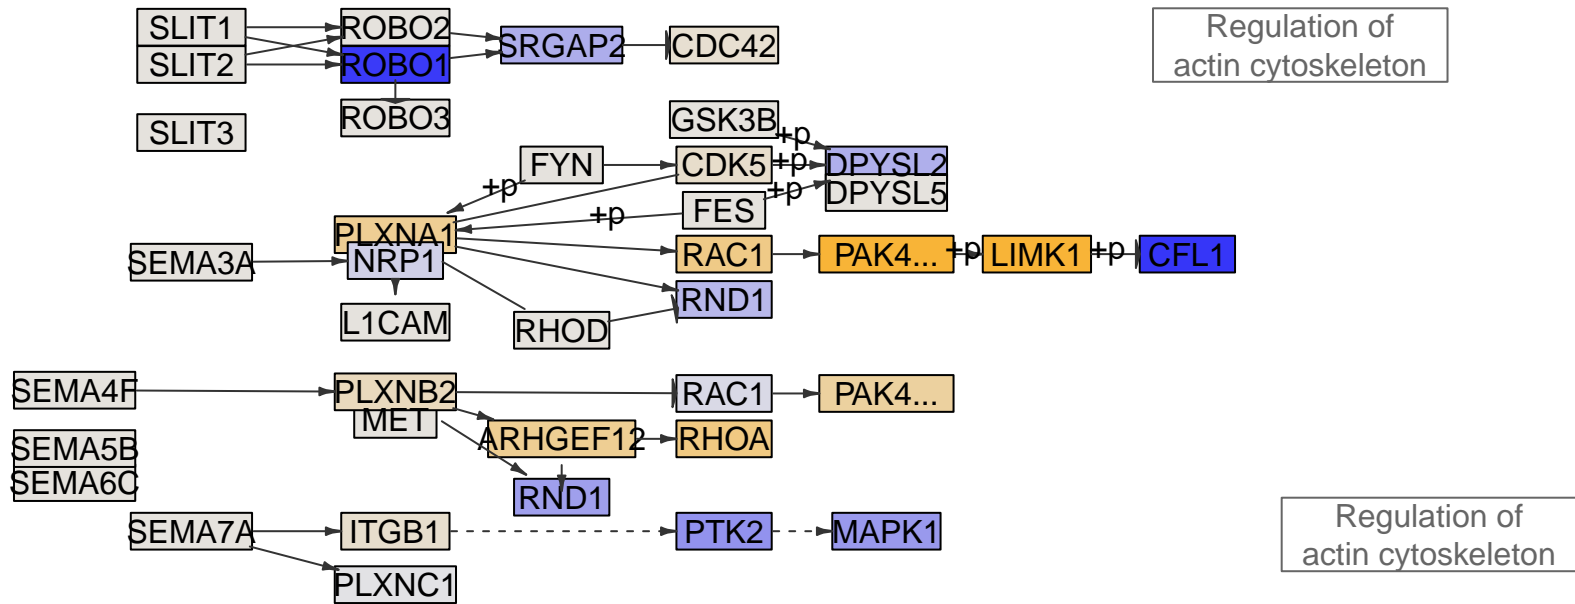 SLIT1
ROBO2
SRGAP2
CDC42
Regulation of
actin cytoskeleton
SLIT2
ROBO1
SLIT3
ROBO3
GSK3B
+p
FYN
CDK5
+p
DPYSL2
+p
FES
+p
DPYSL5
PLXNA1
+p
SEMA3A
NRP1
RAC1
PAK4...
+p
LIMK1
+p
CFL1
RND1
L1CAM
RHOD
SEMA4F
PLXNB2
RAC1
PAK4...
MET
ARHGEF12
RHOA
SEMA5B
SEMA6C
RND1
SEMA7A
ITGB1
PTK2
MAPK1
Regulation of
actin cytoskeleton
PLXNC1